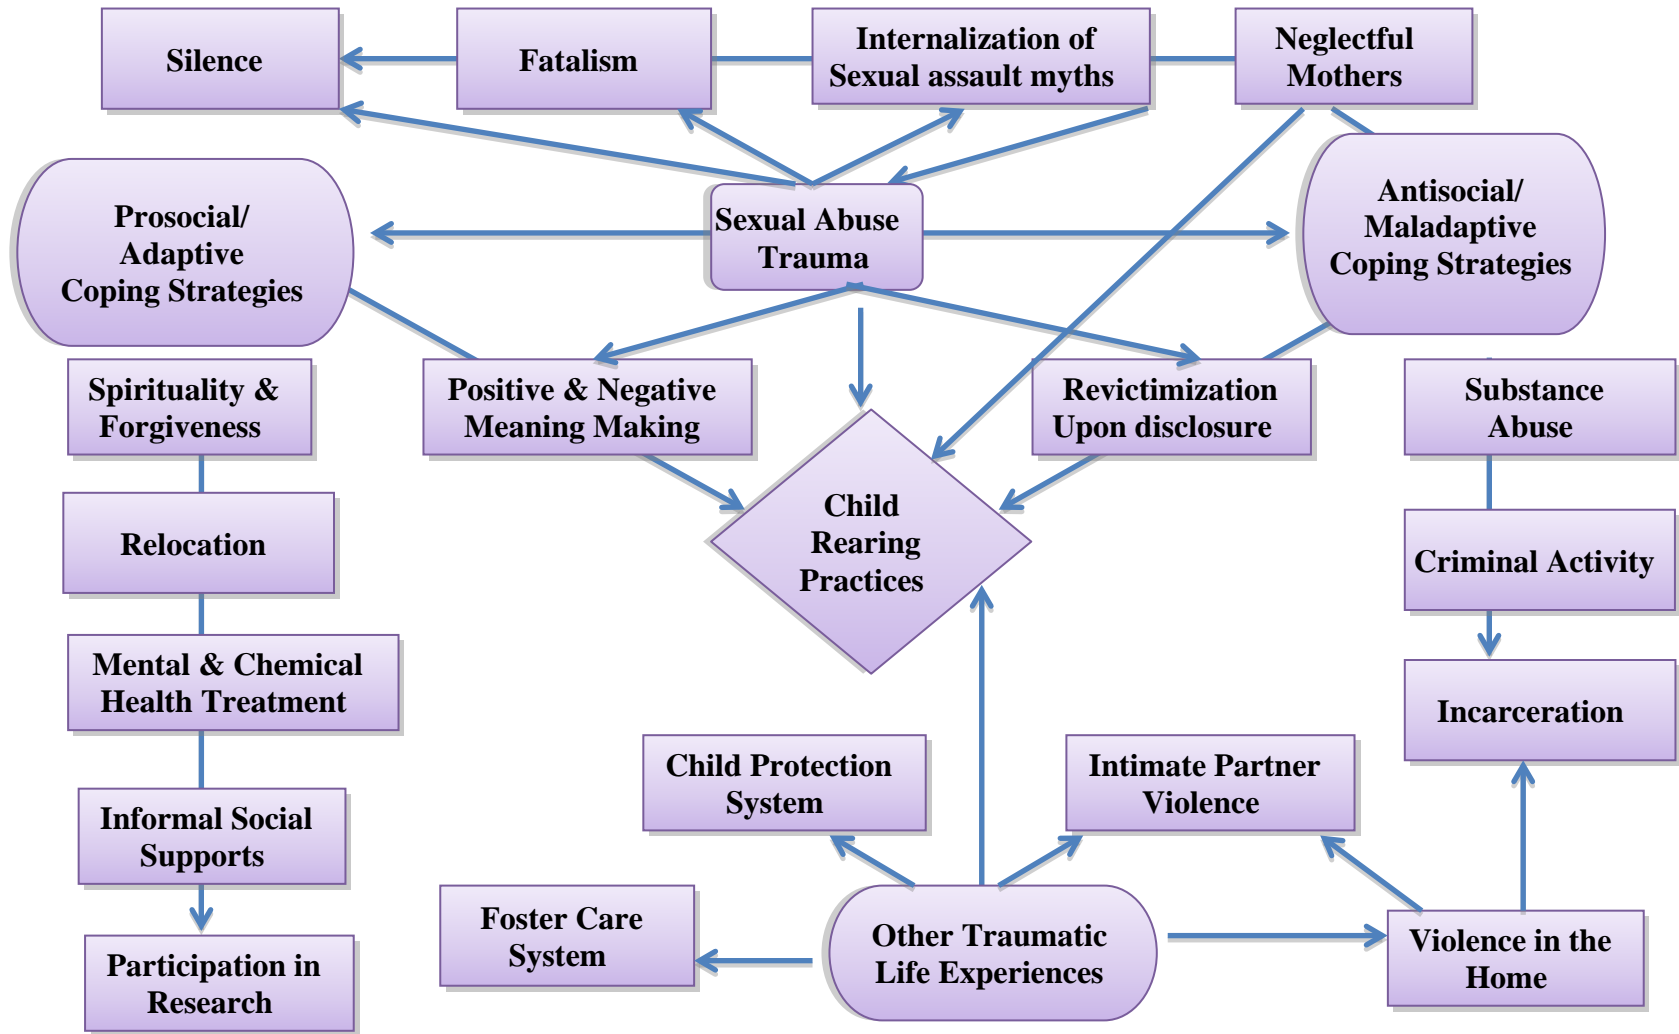 Silence
Fatalism
Internalization of
Sexual assault myths
Neglectful
Mothers
Prosocial/
Adaptive
Coping Strategies
Sexual Abuse
Trauma
Antisocial/
Maladaptive
Coping Strategies
Spirituality &
Forgiveness
Positive & Negative
Meaning Making
Revictimization
Upon disclosure
Substance
Abuse
Relocation
Child
Rearing
Practices
Criminal Activity
Mental & Chemical
Health Treatment
Incarceration
Child Protection
System
Intimate Partner
Violence
Informal Social
Supports
Foster Care
System
Other Traumatic
Life Experiences
Violence in the
Home
Participation in
Research